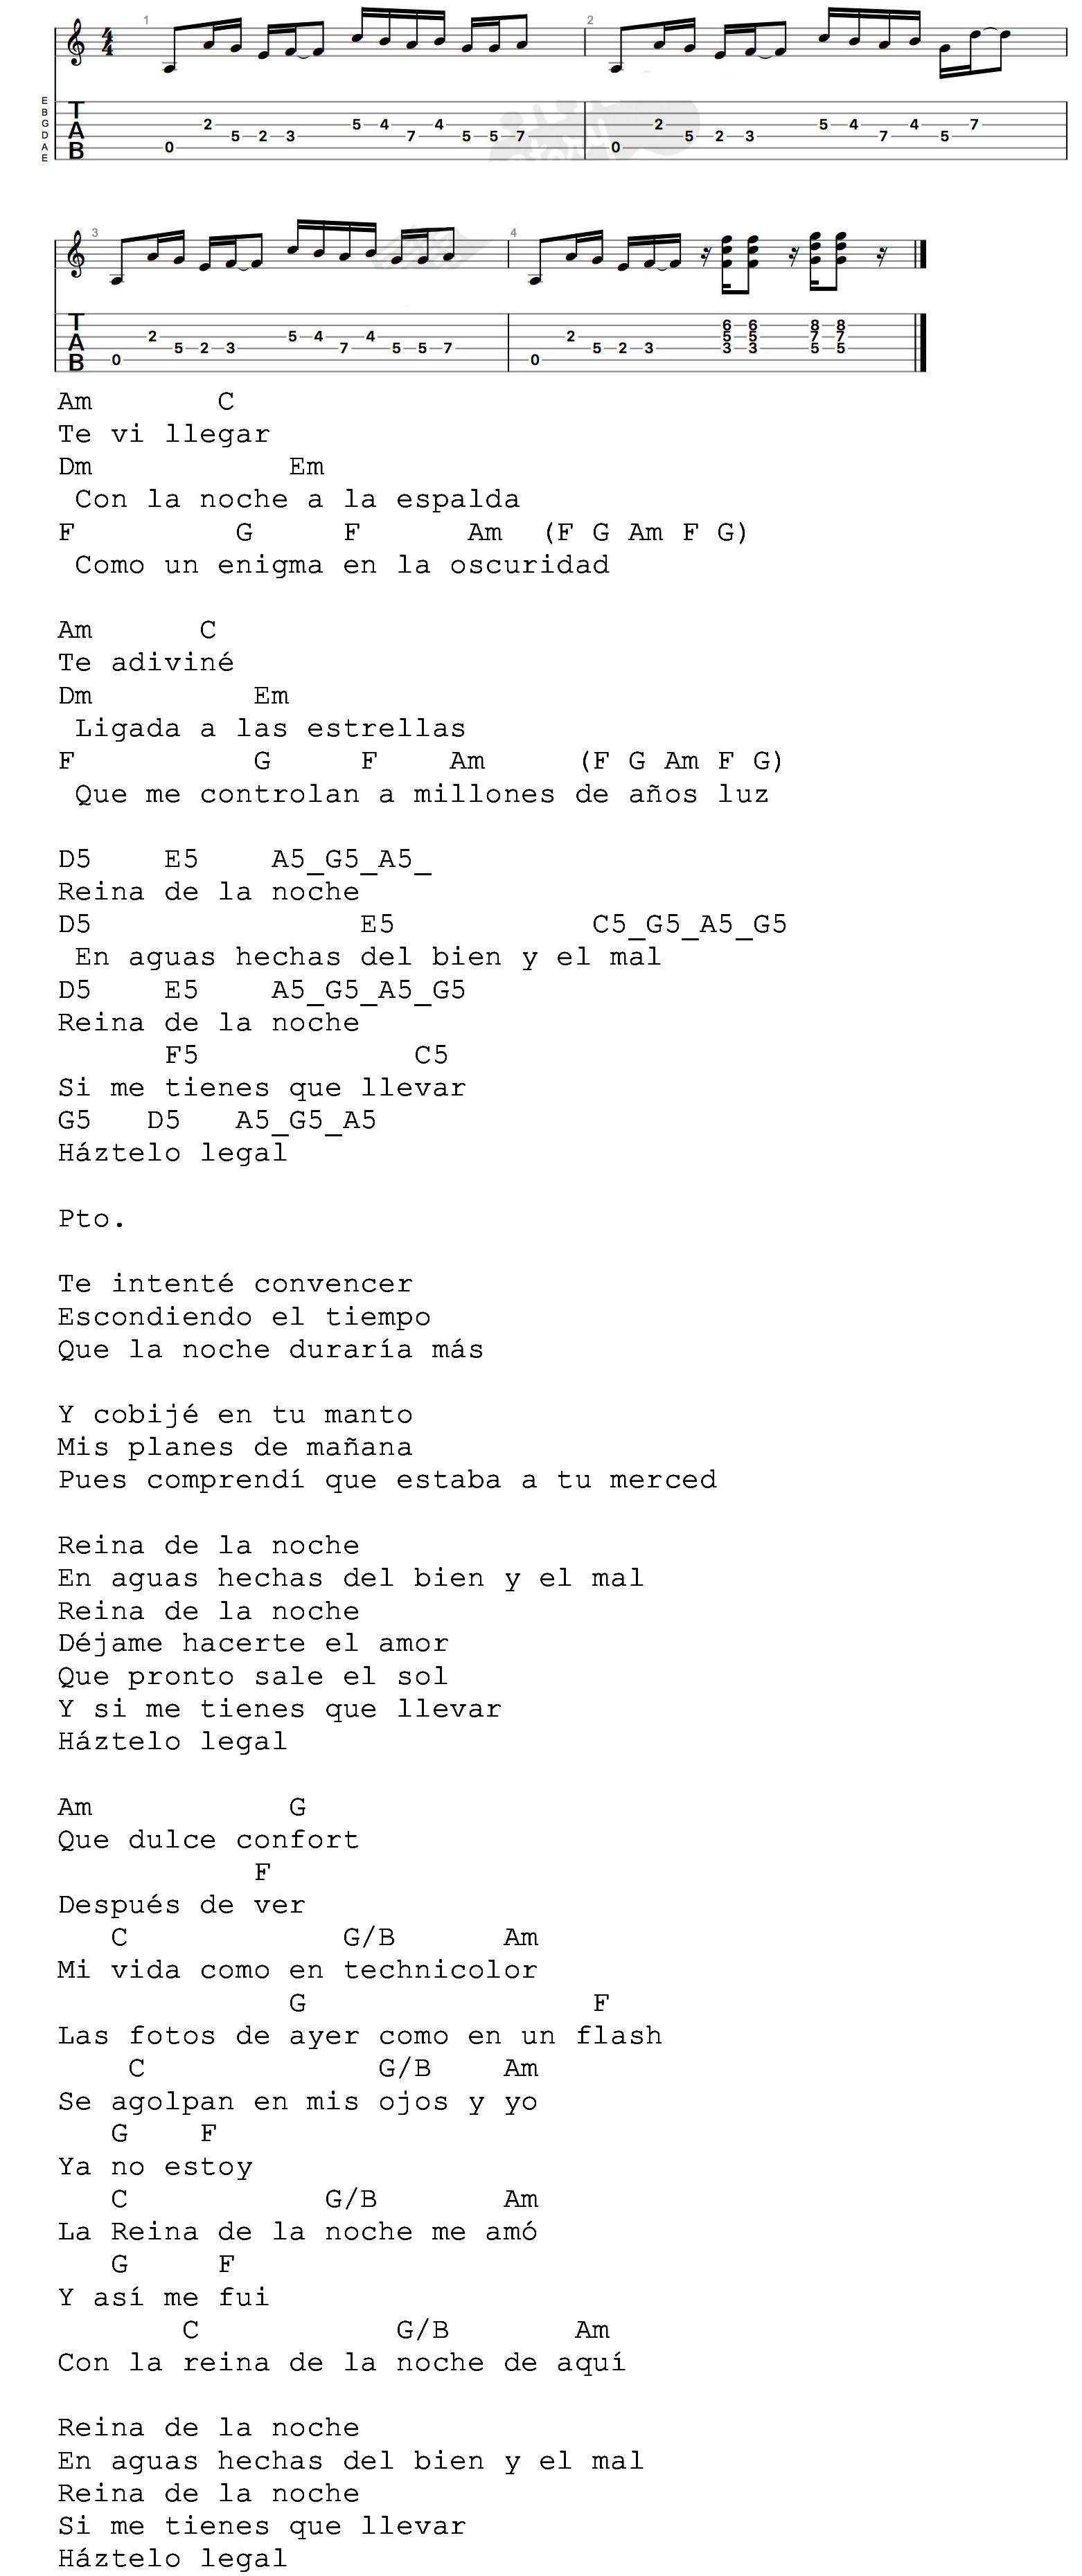 1 2
4
4
E
B
G
D
A
E
T
A
B
0 2 5 2 3 5 4 7 4 5 5 7 0 2 5 2 3 5 4 7 4 5 7
3 4
T
A
B
0 2 5 2 3 5 4 7 4 5 5 7 0 2 5 2 3 6 6 8 8
5 5 7 7
3 3 5 5
Am C
Te vi llegar
Dm Em
Con la noche a la espalda
F G F Am (F G Am F G)
Como un enigma en la oscuridad
Am C
Te adiviné
Dm Em
Ligada a las estrellas
F G F Am (F G Am F G)
Que me controlan a millones de años luz
D5 E5 A5_G5_A5_
Reina de la noche
D5 E5 C5_G5_A5_G5
En aguas hechas del bien y el mal
D5 E5 A5_G5_A5_G5
Reina de la noche
F5 C5
Si me tienes que llevar
G5 D5 A5_G5_A5
Háztelo legal
Pto.
Te intenté convencer
Escondiendo el tiempo
Que la noche duraría más
Y cobijé en tu manto
Mis planes de mañana
Pues comprendí que estaba a tu merced
Reina de la noche
En aguas hechas del bien y el mal
Reina de la noche
Déjame hacerte el amor
Que pronto sale el sol
Y si me tienes que llevar
Háztelo legal
Am G
Que dulce confort
F
Después de ver
C G/B Am
Mi vida como en technicolor
G F
Las fotos de ayer como en un flash
C G/B Am
Se agolpan en mis ojos y yo
G F
Ya no estoy
C G/B Am
La Reina de la noche me amó
G F
Y así me fui
C G/B Am
Con la reina de la noche de aquí
Reina de la noche
En aguas hechas del bien y el mal
Reina de la noche
Si me tienes que llevar
Háztelo legal